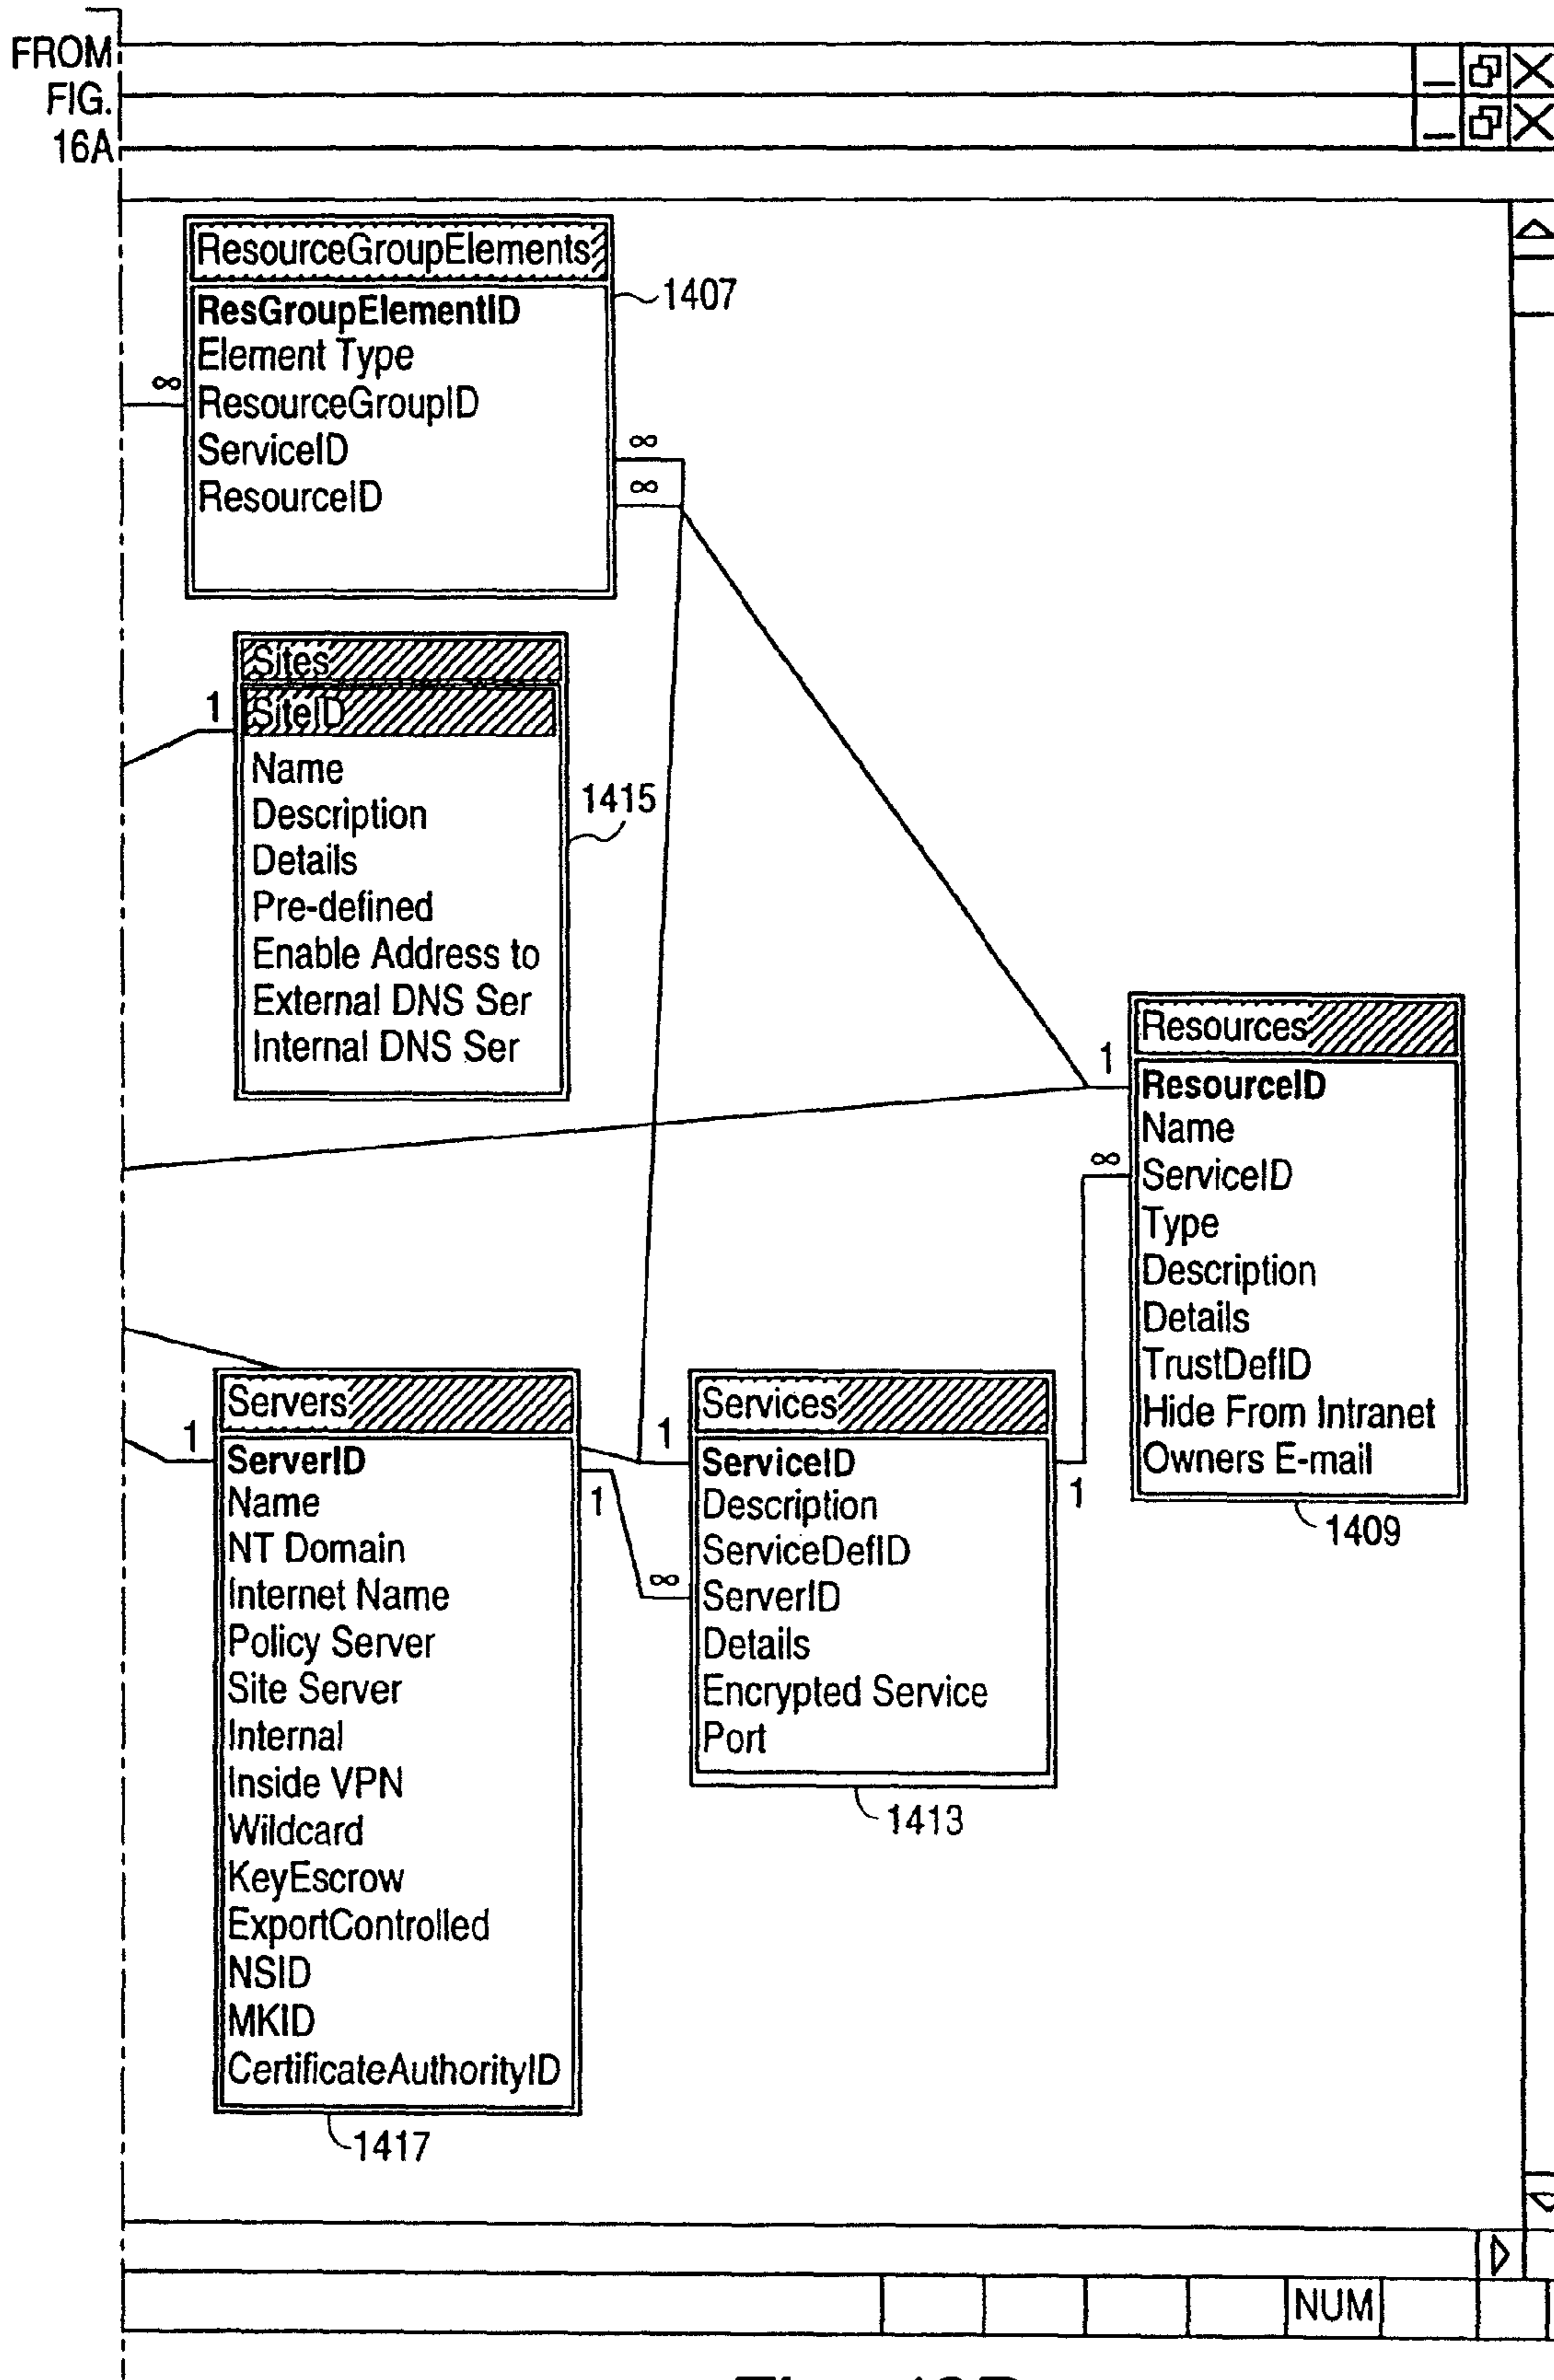 FROM
FIG.
16A
ResourceGroupElements
ResGroupElementID
Element Type
ResourceGroupID
ServiceID
ResourceID
1407
∞
∞
∞
Sites
SiteID
Name
Description
Details
Pre-defined
Enable Address to
External DNS Ser
Internal DNS Ser
1
1415
Resources
ResourceID
Name
ServiceID
Type
Description
Details
TrustDefID
Hide From Intranet
Owners E-mail
1
∞
1409
Servers
ServerID
Name
NT Domain
Internet Name
Policy Server
Site Server
Internal
Inside VPN
Wildcard
KeyEscrow
ExportControlled
NSID
MKID
CertificateAuthorityID
1
1
1417
Services
ServiceID
Description
ServiceDefID
ServerID
Details
Encrypted Service
Port
1
∞
1
1413
NUM